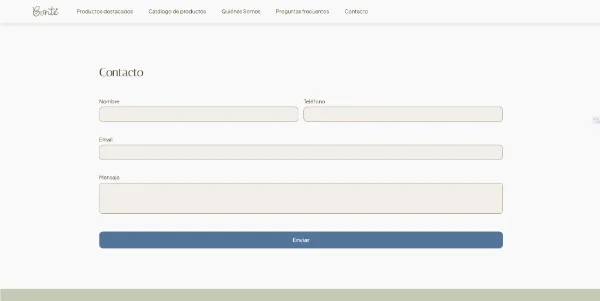 Bonté
Productos destacados Catálogo de productos Quiénes Somos Preguntas frecuentes Contacto
Contacto
Nombre Teléfono
Email
Mensaje
Enviar